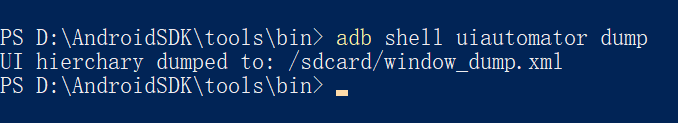 PS D:\AndroidSDK\tools\bin> adb shell uiautomator dump
UI hierchary dumped to: /sdcard/window_dump.xml
PS D:\AndroidSDK\tools\bin>